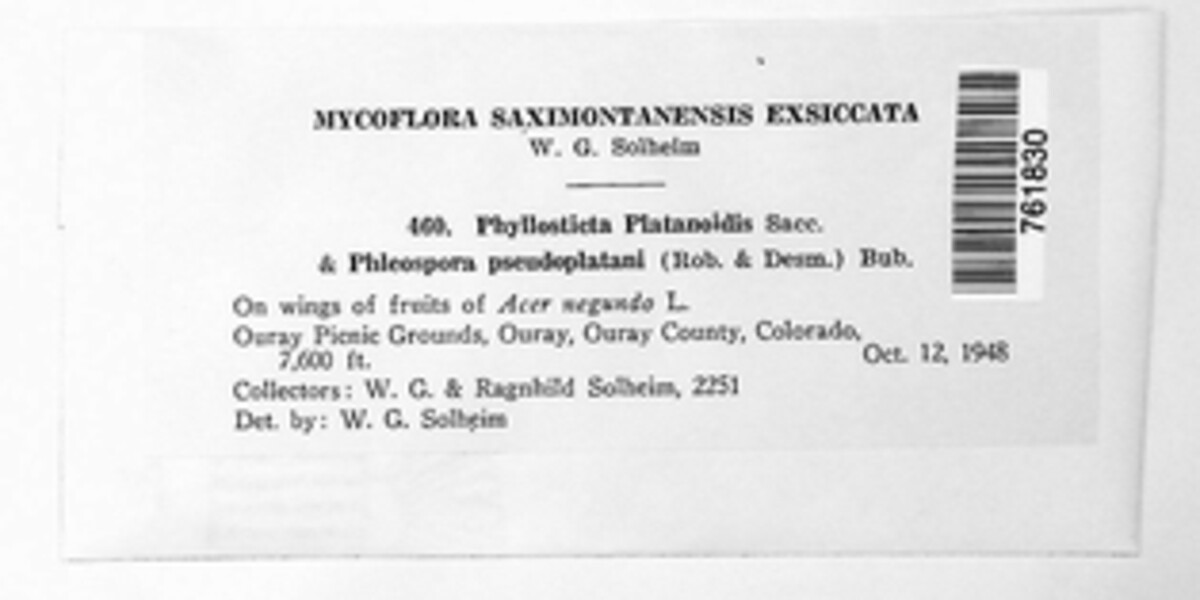 MYCOFLORA SAXIMONTANENSIS EXSICCATA
W. G. Solheim
460. Phyllosticta Platanoidis Sacc.
& Phleospora pseudoplatani (Rob. & Desm.) Bub.
On wings of fruits of Acer negundo L.
Ouray Picnic Grounds, Ouray, Ouray County, Colorado,
7,600 ft. Oct. 12, 1948
Collectors: W. G. & Ragnhild Solheim, 2251
Det. by: W. G. Solheim
761830